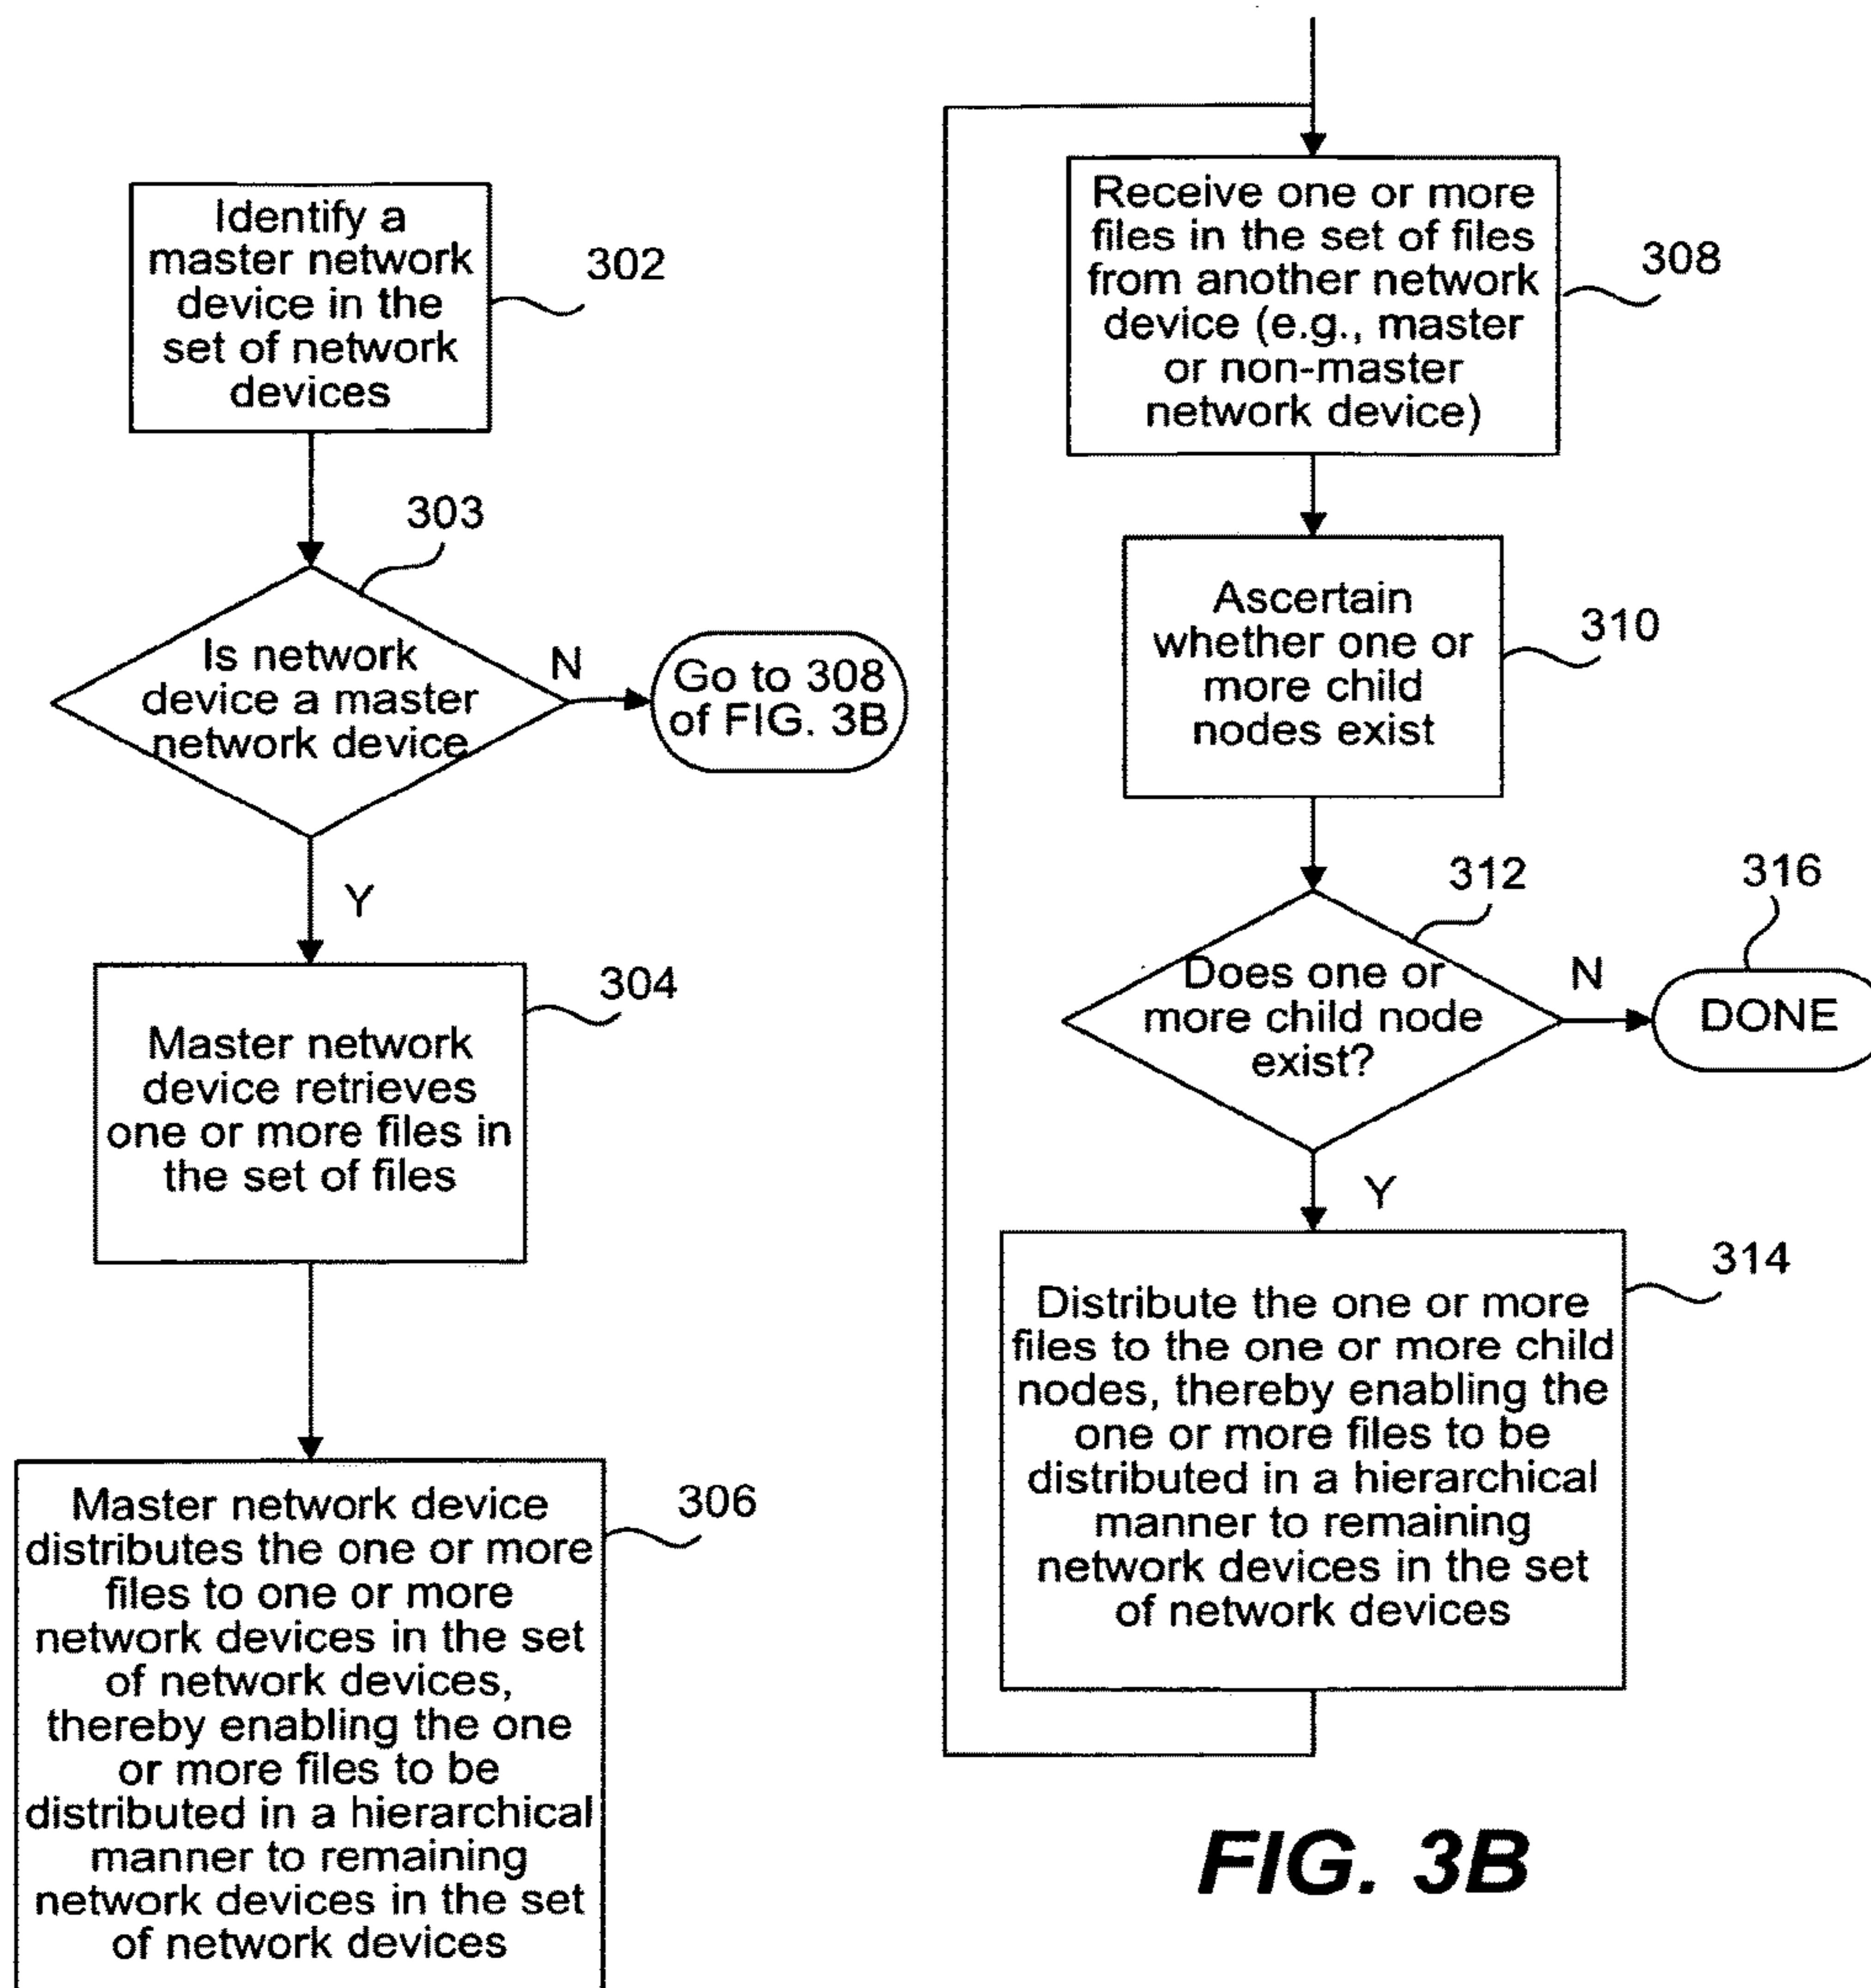 Identify a
master network
device in the
set of network
devices
302
303
Is network
device a master
network device
N
Go to 308
of FIG. 3B
Y
304
Master network
device retrieves
one or more files in
the set of files
306
Master network device
distributes the one or more
files to one or more
network devices in the set
of network devices,
thereby enabling the one
or more files to be
distributed in a hierarchical
manner to remaining
network devices in the set
of network devices
Receive one or more
files in the set of files
from another network
device (e.g., master
or non-master
network device)
308
Ascertain
whether one or
more child
nodes exist
310
312
Does one or
more child node
exist?
N
316
DONE
Y
314
Distribute the one or more
files to the one or more child
nodes, thereby enabling the
one or more files to be
distributed in a hierarchical
manner to remaining
network devices in the set
of network devices
FIG. 3B